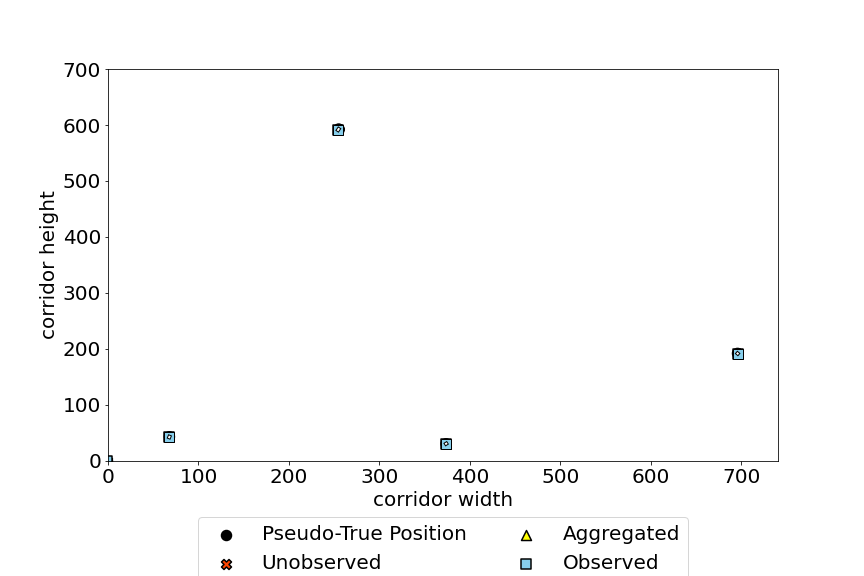 700
600
500
400
300
200
100
0
corridor height
0 100 200 300 400 500 600 700
corridor width
Pseudo-True Position Aggregated
Unobserved Observed